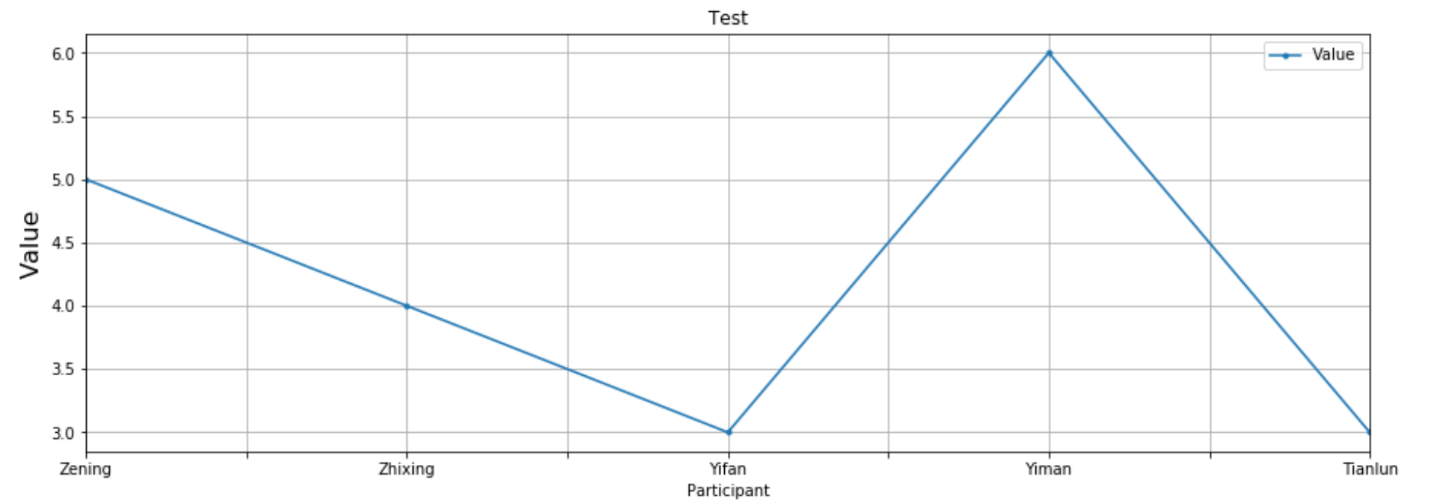 Test
Value
6.0
5.5
5.0
4.5
4.0
3.5
3.0
Value
Zening Zhixing Yifan Yiman Tianlun
Participant